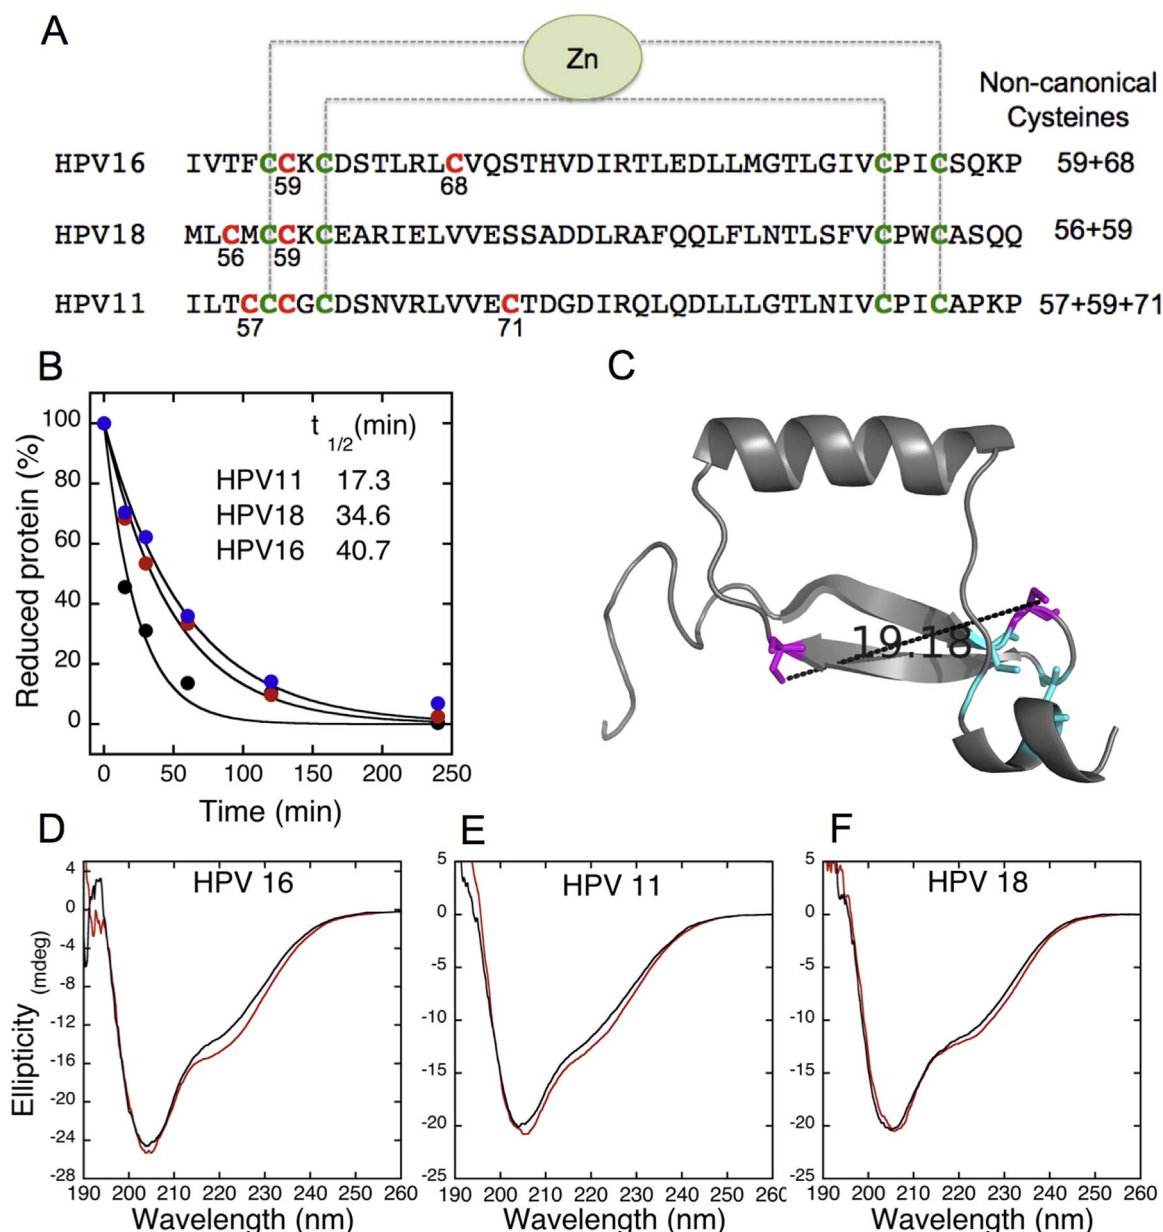 A
Zn
Non-canonical
Cysteines
HPV16 IVTFCCKCDSTLRLCVQSTHVDIRTLEDLLMGTLGIVCPICSQKP 59+68
59 68
HPV18 MLCMCCKCEARIELVVESSADDLRAFQQLFLNTLSFVCPWCASQQ 56+59
56 59
HPV11 ILTCCCGCDSNVRLVVECTDGDIRQLQDLLLGTLNIVCPICAPKP 57+59+71
57 71
B
Reduced protein (%)
100
80
60
40
20
0
t 1/2 (min)
HPV11 17.3
HPV18 34.6
HPV16 40.7
0 50 100 150 200 250
Time (min)
C
19.18
D
HPV 16
Ellipticity (mdeg)
4
0
-4
-8
-12
-16
-20
-24
-28
190 200 210 220 230 240 250 260
Wavelength (nm)
E
HPV 11
5
0
-5
-10
-15
-20
-25
190 200 210 220 230 240 250 260
Wavelength (nm)
F
HPV 18
5
0
-5
-10
-15
-20
-25
190 200 210 220 230 240 250 260
Wavelength (nm)